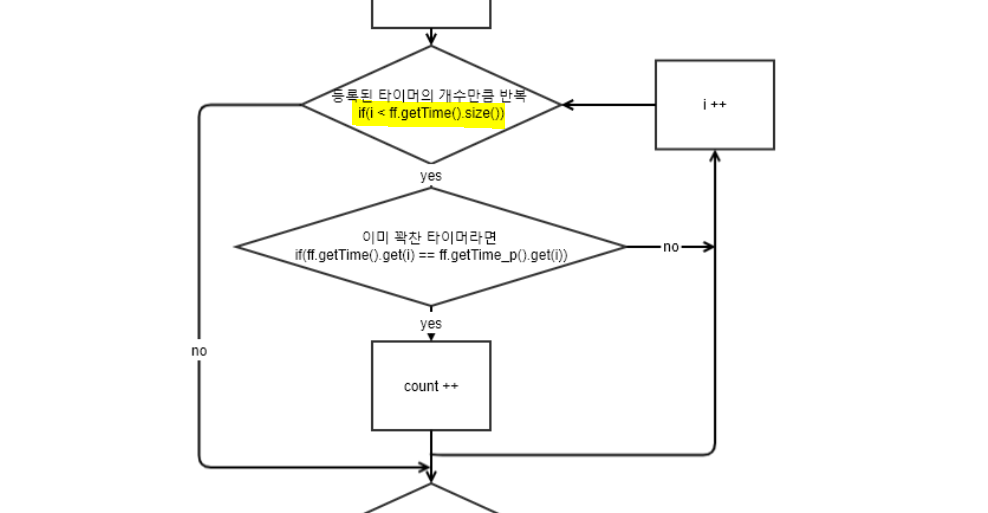 등록된 타이머의 개수만큼 반복
if(i < ff.getTime().size())
i ++
yes
이미 꽉찬 타이머라면
if(ff.getTime().get(i) == ff.getTime_p().get(i))
no
yes
no
count ++